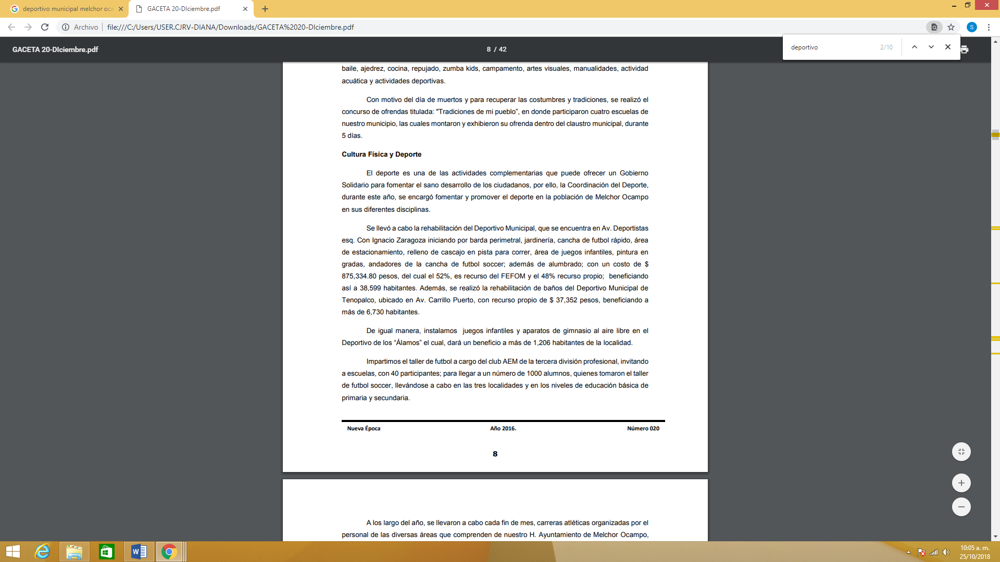 deportivo municipal melchor oca
GACETA 20-DIciembre.pdf
Archivo
file:///C:/Users/USER.CJRV-DIANA/Downloads/GACETA%2020-DIciembre.pdf
S
GACETA 20-DIciembre.pdf
8 / 42
deportivo
2/10
baile, ajedrez, cocina, repujado, zumba kids, campamento, artes visuales, manualidades, actividad
acuática y actividades deportivas.
Con motivo del día de muertos y para recuperar las costumbres y tradiciones, se realizó el
concurso de ofrendas titulada: "Tradiciones de mi pueblo”, en donde participaron cuatro escuelas de
nuestro municipio, las cuales montaron y exhibieron su ofrenda dentro del claustro municipal, durante
5 días.
Cultura Física y Deporte
El deporte es una de las actividades complementarias que puede ofrecer un Gobierno
Solidario para fomentar el sano desarrollo de los ciudadanos, por ello, la Coordinación del Deporte,
durante este año, se encargó fomentar y promover el deporte en la población de Melchor Ocampo
en sus diferentes disciplinas.
Se llevó a cabo la rehabilitación del Deportivo Municipal, que se encuentra en Av. Deportistas
esq. Con Ignacio Zaragoza iniciando por barda perimetral, jardinería, cancha de futbol rápido, área
de estacionamiento, relleno de cascajo en pista para correr, área de juegos infantiles, pintura en
gradas, andadores de la cancha de futbol soccer; además de alumbrado; con un costo de $
875,334.80 pesos, del cual el 52%, es recurso del FEFOM y el 48% recurso propio; beneficiando
así a 38,599 habitantes. Además, se realizó la rehabilitación de baños del Deportivo Municipal de
Tenopalco, ubicado en Av. Carrillo Puerto, con recurso propio de $ 37,352 pesos, beneficiando a
más de 6,730 habitantes.
De igual manera, instalamos juegos infantiles y aparatos de gimnasio al aire libre en el
Deportivo de los “Álamos” el cual, dará un beneficio a más de 1,206 habitantes de la localidad.
Impartimos el taller de futbol a cargo del club AEM de la tercera división profesional, invitando
a escuelas, con 40 participantes; para llegar a un número de 1000 alumnos, quienes tomaron el taller
de futbol soccer, llevándose a cabo en las tres localidades y en los niveles de educación básica de
primaria y secundaria.
Nueva Época Año 2016. Número 020
8
A los largo del año, se llevaron a cabo cada fin de mes, carreras atléticas organizadas por el
personal de las diversas áreas que comprenden de nuestro H. Ayuntamiento de Melchor Ocampo,
10:05 a. m.
25/10/2018